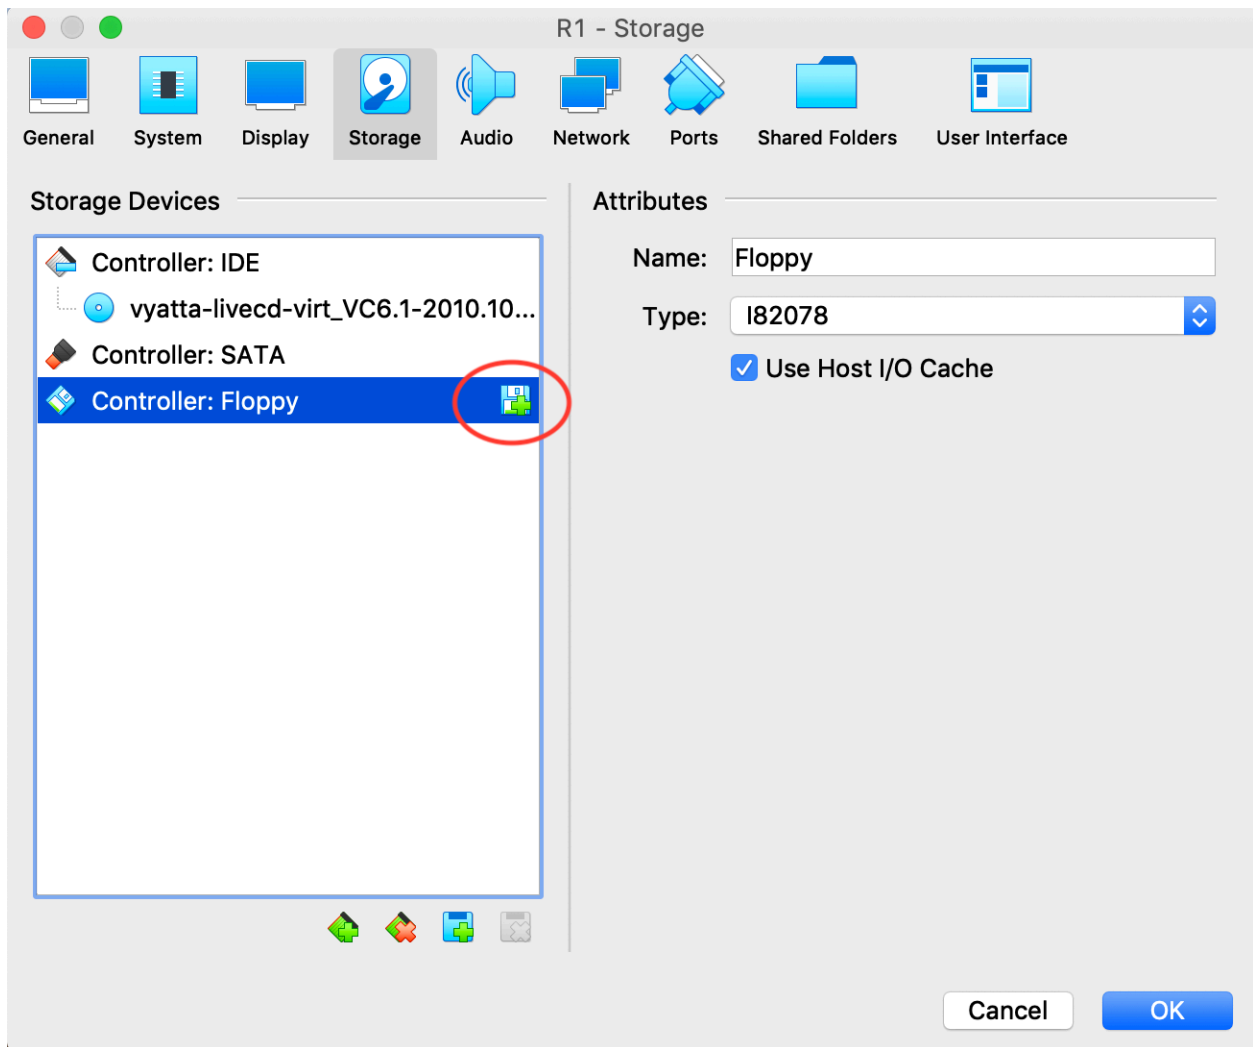 R1 - Storage
General System Display Storage Audio Network Ports Shared Folders User Interface
Storage Devices
Controller: IDE
vyatta-livecd-virt_VC6.1-2010.10...
Controller: SATA
Controller: Floppy
Attributes
Name: Floppy
Type: I82078
Use Host I/O Cache
Cancel OK